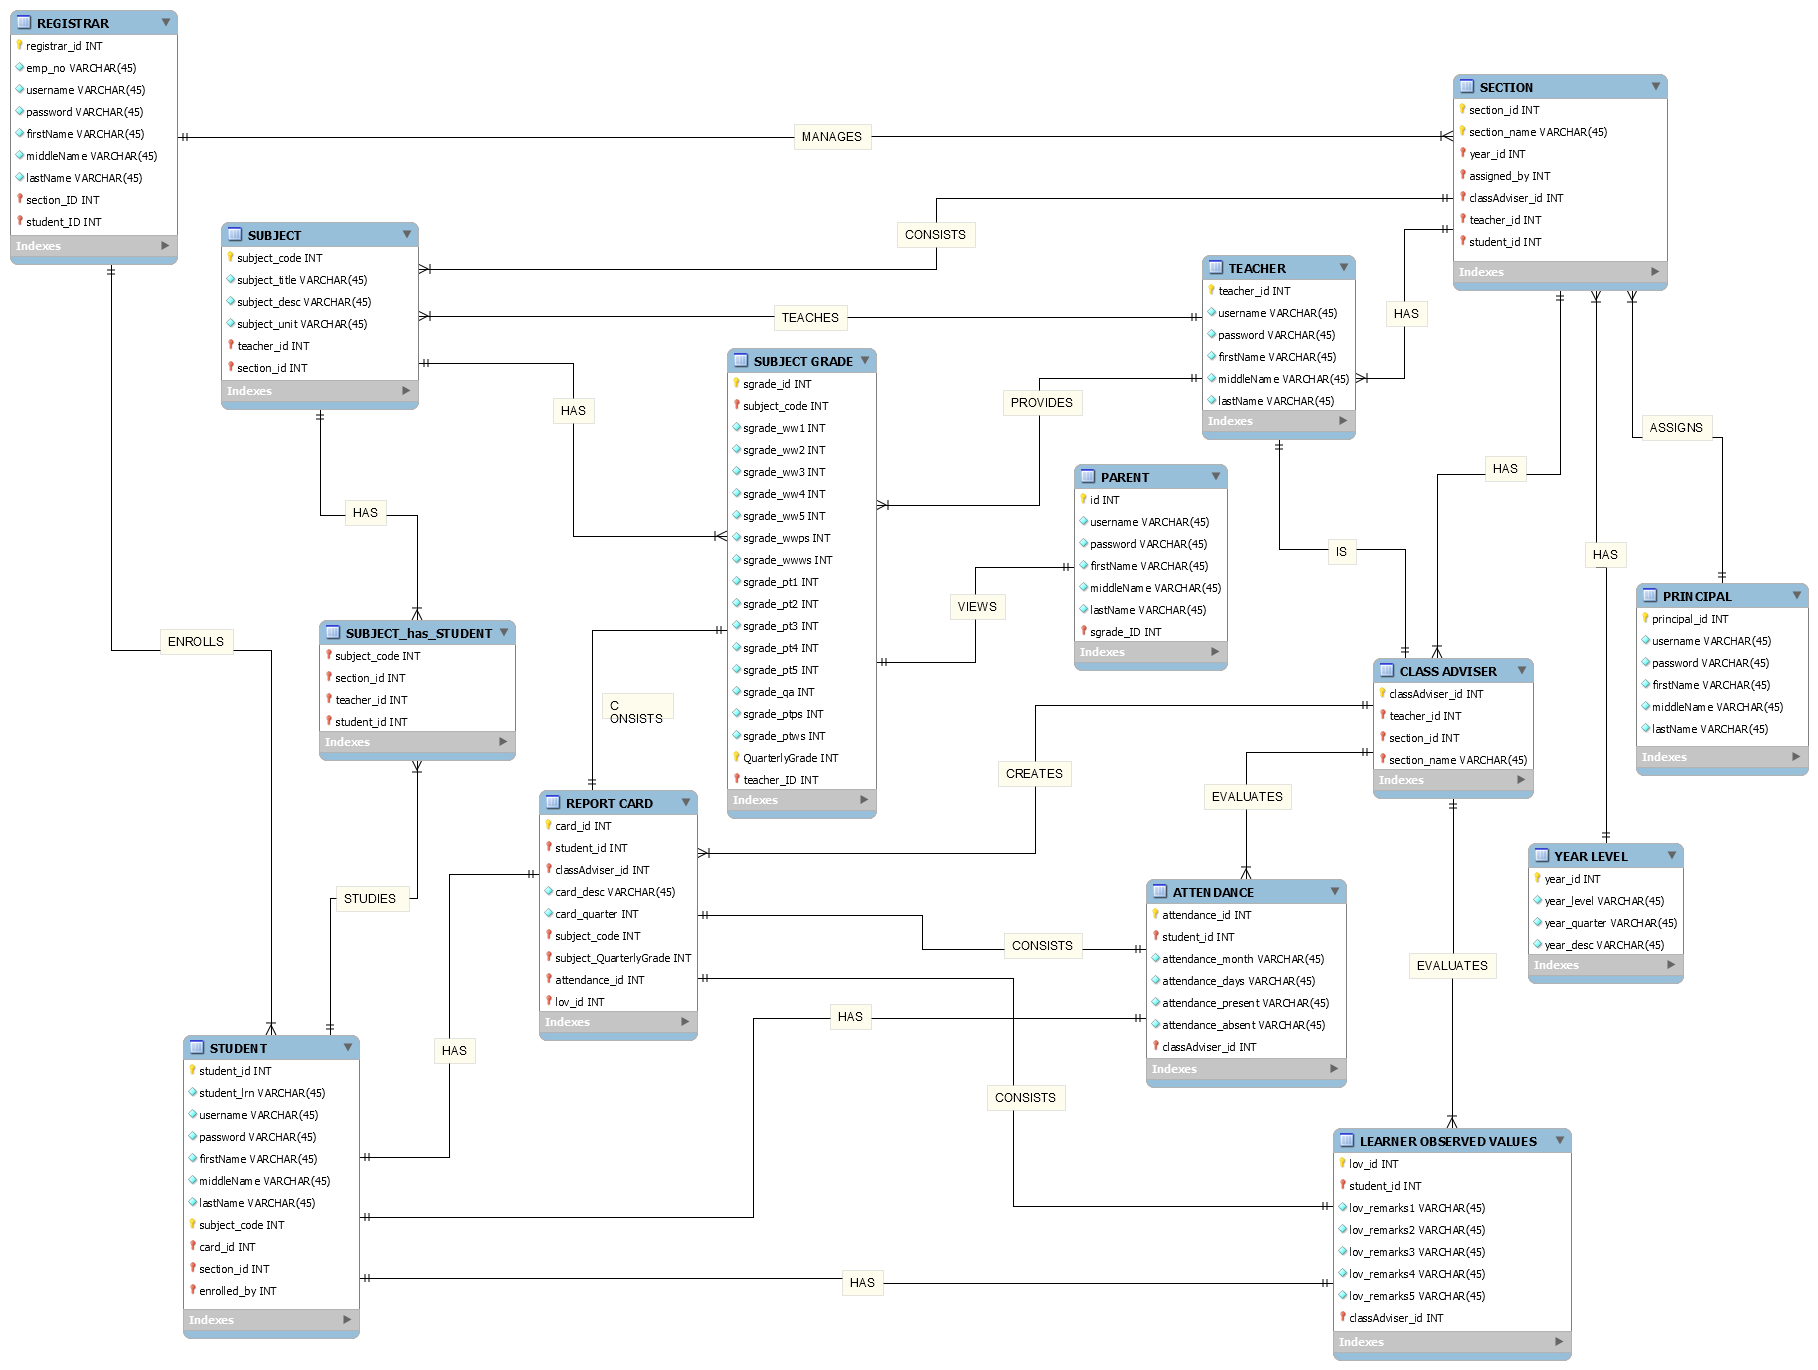 REGISTRAR
registrar_id INT
emp_no VARCHAR(45)
username VARCHAR(45)
password VARCHAR(45)
firstName VARCHAR(45)
middleName VARCHAR(45)
lastName VARCHAR(45)
section_ID INT
student_ID INT
Indexes
MANAGES
SECTION
section_id INT
section_name VARCHAR(45)
year_id INT
assigned_by INT
classAdviser_id INT
teacher_id INT
student_id INT
Indexes
CONSISTS
SUBJECT
subject_code INT
subject_title VARCHAR(45)
subject_desc VARCHAR(45)
subject_unit VARCHAR(45)
teacher_id INT
section_id INT
Indexes
TEACHES
TEACHER
teacher_id INT
username VARCHAR(45)
password VARCHAR(45)
firstName VARCHAR(45)
middleName VARCHAR(45)
lastName VARCHAR(45)
Indexes
HAS
HAS
SUBJECT GRADE
sgrade_id INT
subject_code INT
sgrade_ww1 INT
sgrade_ww2 INT
sgrade_ww3 INT
sgrade_ww4 INT
sgrade_ww5 INT
sgrade_wwps INT
sgrade_wwws INT
sgrade_pt1 INT
sgrade_pt2 INT
sgrade_pt3 INT
sgrade_pt4 INT
sgrade_pt5 INT
sgrade_qa INT
sgrade_ptps INT
sgrade_ptws INT
QuarterlyGrade INT
teacher_ID INT
Indexes
PROVIDES
ASSIGNS
HAS
PARENT
id INT
username VARCHAR(45)
password VARCHAR(45)
firstName VARCHAR(45)
middleName VARCHAR(45)
lastName VARCHAR(45)
sgrade_ID INT
Indexes
HAS
IS
HAS
VIEWS
PRINCIPAL
principal_id INT
username VARCHAR(45)
password VARCHAR(45)
firstName VARCHAR(45)
middleName VARCHAR(45)
lastName VARCHAR(45)
Indexes
ENROLLS
SUBJECT_has_STUDENT
subject_code INT
section_id INT
teacher_id INT
student_id INT
Indexes
CLASS ADVISER
classAdviser_id INT
teacher_id INT
section_id INT
section_name VARCHAR(45)
Indexes
C
ONSISTS
CREATES
EVALUATES
REPORT CARD
card_id INT
student_id INT
classAdviser_id INT
card_desc VARCHAR(45)
card_quarter INT
subject_code INT
subject_QuarterlyGrade INT
attendance_id INT
lov_id INT
Indexes
YEAR LEVEL
year_id INT
year_level VARCHAR(45)
year_quarter VARCHAR(45)
year_desc VARCHAR(45)
Indexes
ATTENDANCE
attendance_id INT
student_id INT
attendance_month VARCHAR(45)
attendance_days VARCHAR(45)
attendance_present VARCHAR(45)
attendance_absent VARCHAR(45)
classAdviser_id INT
Indexes
STUDIES
CONSISTS
EVALUATES
HAS
HAS
CONSISTS
STUDENT
student_id INT
student_lrn VARCHAR(45)
username VARCHAR(45)
password VARCHAR(45)
firstName VARCHAR(45)
middleName VARCHAR(45)
lastName VARCHAR(45)
subject_code INT
card_id INT
section_id INT
enrolled_by INT
Indexes
HAS
LEARNER OBSERVED VALUES
lov_id INT
student_id INT
lov_remarks1 VARCHAR(45)
lov_remarks2 VARCHAR(45)
lov_remarks3 VARCHAR(45)
lov_remarks4 VARCHAR(45)
lov_remarks5 VARCHAR(45)
classAdviser_id INT
Indexes